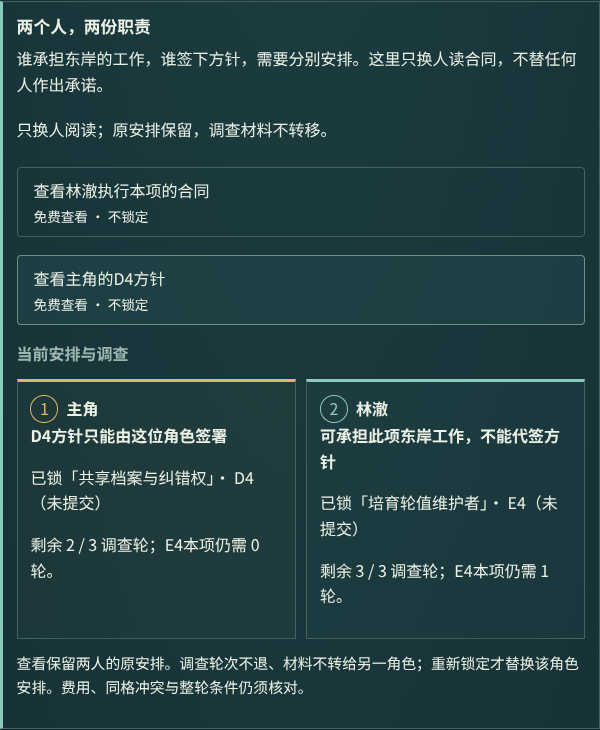 两个人，两份职责
谁承担东岸的工作，谁签下方针，需要分别安排。这里只换人读合同，不替任何
人作出承诺。
只换人阅读；原安排保留，调查材料不转移。
查看林澈执行本项的合同
免费查看 · 不锁定
查看主角的D4方针
免费查看 · 不锁定
当前安排与调查
1 主角
D4方针只能由这位角色签署
已锁「共享档案与纠错权」· D4
（未提交）
剩余 2 / 3 调查轮；E4本项仍需 0
轮。
2 林澈
可承担此项东岸工作，不能代签方
针
已锁「培育轮值维护者」· E4（未
提交）
剩余 3 / 3 调查轮；E4本项仍需 1
轮。
查看保留两人的原安排。调查轮次不退、材料不转给另一角色；重新锁定才替换该角色
安排。费用、同格冲突与整轮条件仍须核对。